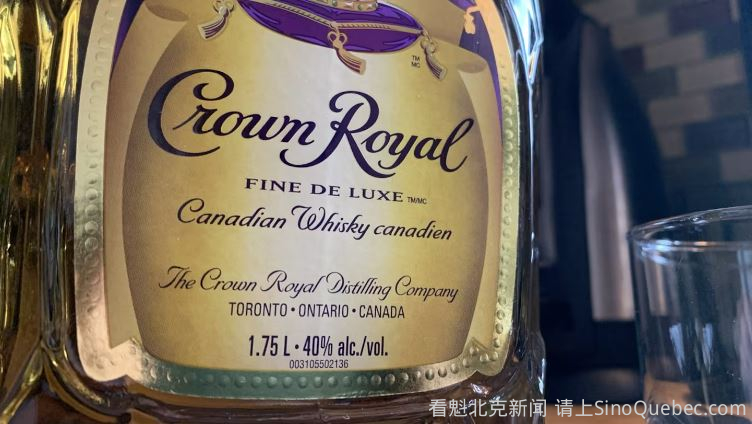 TM
MC
Crown Royal
FINE DE LUXE TM/MC
Canadian Whisky canadien
The Crown Royal Distilling Company
TORONTO • ONTARIO • CANADA
1.75 L • 40% alc./vol.
003105502136
看魁北克新闻 请上SinoQuebec.com